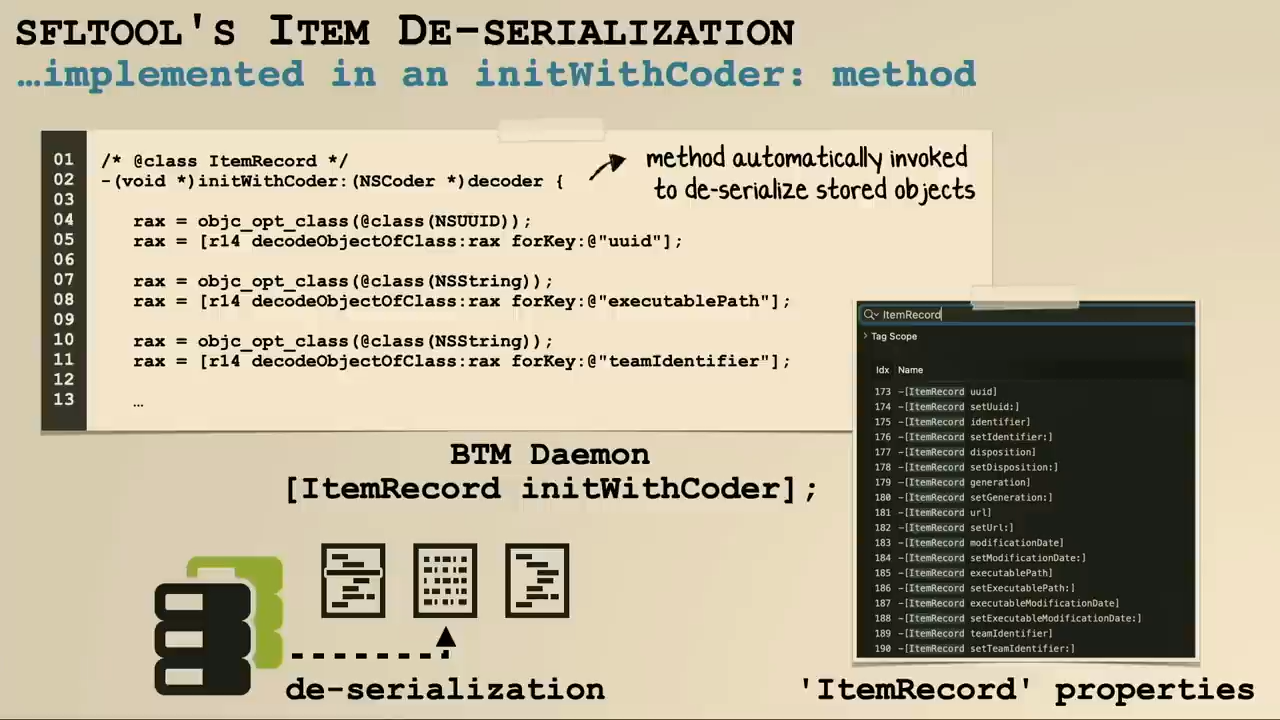 SFLTOOL'S ITEM DE-SERIALIZATION
…implemented in an initWithCoder: method
01 /* @class ItemRecord */
02 -(void *)initWithCoder:(NSCoder *)decoder {
03
04 rax = objc_opt_class(@class(NSUUID));
05 rax = [r14 decodeObjectOfClass:rax forKey:@"uuid"];
06
07 rax = objc_opt_class(@class(NSString));
08 rax = [r14 decodeObjectOfClass:rax forKey:@"executablePath"];
09
10 rax = objc_opt_class(@class(NSString));
11 rax = [r14 decodeObjectOfClass:rax forKey:@"teamIdentifier"];
12
13 …
method automatically invoked
to de-serialize stored objects
ItemRecord
Tag Scope
Idx Name
173 -[ItemRecord uuid]
174 -[ItemRecord setUuid:]
175 -[ItemRecord identifier]
176 -[ItemRecord setIdentifier:]
177 -[ItemRecord disposition]
178 -[ItemRecord setDisposition:]
179 -[ItemRecord generation]
180 -[ItemRecord setGeneration:]
181 -[ItemRecord url]
182 -[ItemRecord setUrl:]
183 -[ItemRecord modificationDate]
184 -[ItemRecord setModificationDate:]
185 -[ItemRecord executablePath]
186 -[ItemRecord setExecutablePath:]
187 -[ItemRecord executableModificationDate]
188 -[ItemRecord setExecutableModificationDate:]
189 -[ItemRecord teamIdentifier]
190 -[ItemRecord setTeamIdentifier:]
BTM Daemon
[ItemRecord initWithCoder];
de-serialization
'ItemRecord' properties